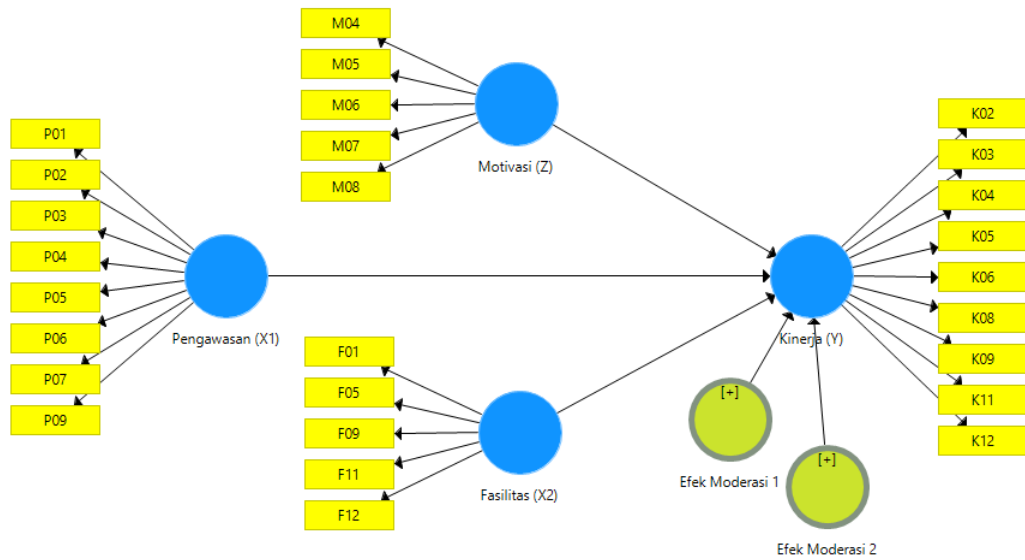 M04
M05
M06
M07
M08
Motivasi (Z)
P01
P02
P03
P04
P05
P06
P07
P09
Pengawasan (X1)
F01
F05
F09
F11
F12
Fasilitas (X2)
K02
K03
K04
K05
K06
K08
K09
K11
K12
Kinerja (Y)
[+]
Efek Moderasi 1
[+]
Efek Moderasi 2